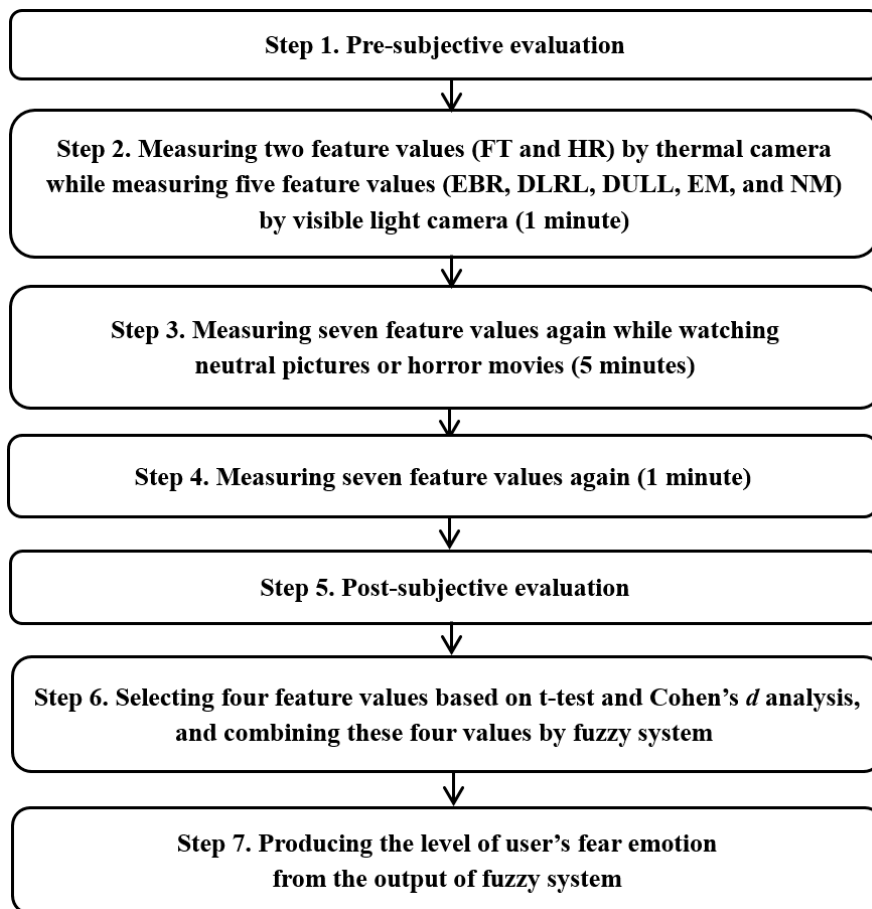 Step 1. Pre-subjective evaluation
Step 2. Measuring two feature values (FT and HR) by thermal camera
while measuring five feature values (EBR, DLRL, DULL, EM, and NM)
by visible light camera (1 minute)
Step 3. Measuring seven feature values again while watching
neutral pictures or horror movies (5 minutes)
Step 4. Measuring seven feature values again (1 minute)
Step 5. Post-subjective evaluation
Step 6. Selecting four feature values based on t-test and Cohen’s d analysis,
and combining these four values by fuzzy system
Step 7. Producing the level of user’s fear emotion
from the output of fuzzy system